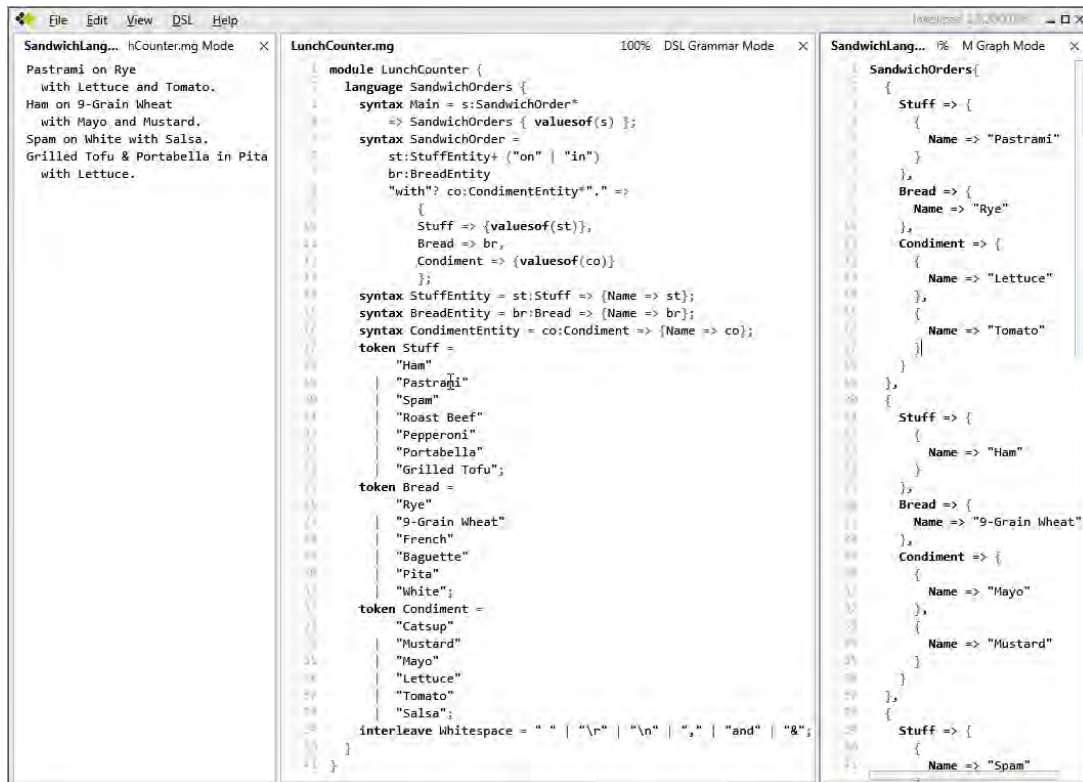 File Edit View DSL Help
SandwichLang... hCounter.mg Mode
Pastrami on Rye
with Lettuce and Tomato.
Ham on 9-Grain Wheat
with Mayo and Mustard.
Spam on White with Salsa.
Grilled Tofu & Portabella in Pita
with Lettuce.
LunchCounter.mg 100% DSL Grammar Mode
module LunchCounter {
language SandwichOrders {
syntax Main = s:SandwichOrder*
=> SandwichOrders { valuesof(s) };
syntax SandwichOrder =
st:StuffEntity+ ("on" | "in")
br:BreadEntity
"with"? co:CondimentEntity*"." =>
{
Stuff => {valuesof(st)},
Bread => br,
Condiment => {valuesof(co)}
};
syntax StuffEntity = st:Stuff => {Name => st};
syntax BreadEntity = br:Bread => {Name => br};
syntax CondimentEntity = co:Condiment => {Name => co};
token Stuff =
"Ham"
| "Pastrami"
| "Spam"
| "Roast Beef"
| "Pepperoni"
| "Portabella"
| "Grilled Tofu";
token Bread =
"Rye"
| "9-Grain Wheat"
| "French"
| "Baguette"
| "Pita"
| "White";
token Condiment =
"Catsup"
| "Mustard"
| "Mayo"
| "Lettuce"
| "Tomato"
| "Salsa";
interleave Whitespace = " " | "\r" | "\n" | "," | "and" | "&";
}
}
SandwichLang... % M Graph Mode
SandwichOrders{
{
Stuff => {
{
Name => "Pastrami"
}
},
Bread => {
Name => "Rye"
},
Condiment => {
{
Name => "Lettuce"
},
{
Name => "Tomato"
}
}
},
{
Stuff => {
{
Name => "Ham"
}
},
Bread => {
Name => "9-Grain Wheat"
},
Condiment => {
{
Name => "Mayo"
},
{
Name => "Mustard"
}
}
},
{
Stuff => {
{
Name => "Spam"